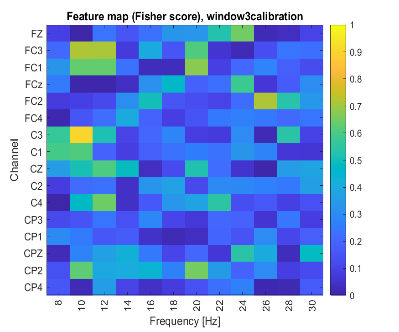 Feature map (Fisher score), window3calibration
Channel
FZ
FC3
FC1
FCz
FC2
FC4
C3
C1
CZ
C2
C4
CP3
CP1
CPZ
CP2
CP4
8 10 12 14 16 18 20 22 24 26 28 30
Frequency [Hz]
1
0.9
0.8
0.7
0.6
0.5
0.4
0.3
0.2
0.1
0